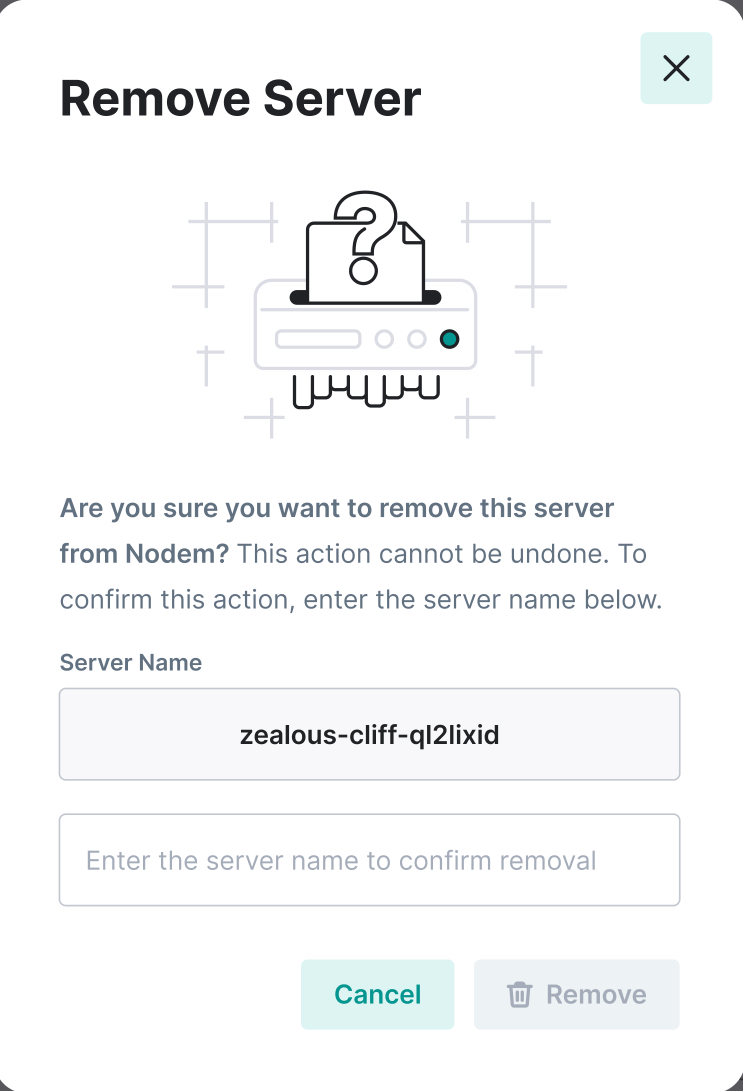 Remove Server
Are you sure you want to remove this server
from Nodem? This action cannot be undone. To
confirm this action, enter the server name below.
Server Name
zealous-cliff-ql2lixid
Enter the server name to confirm removal
Cancel
Remove